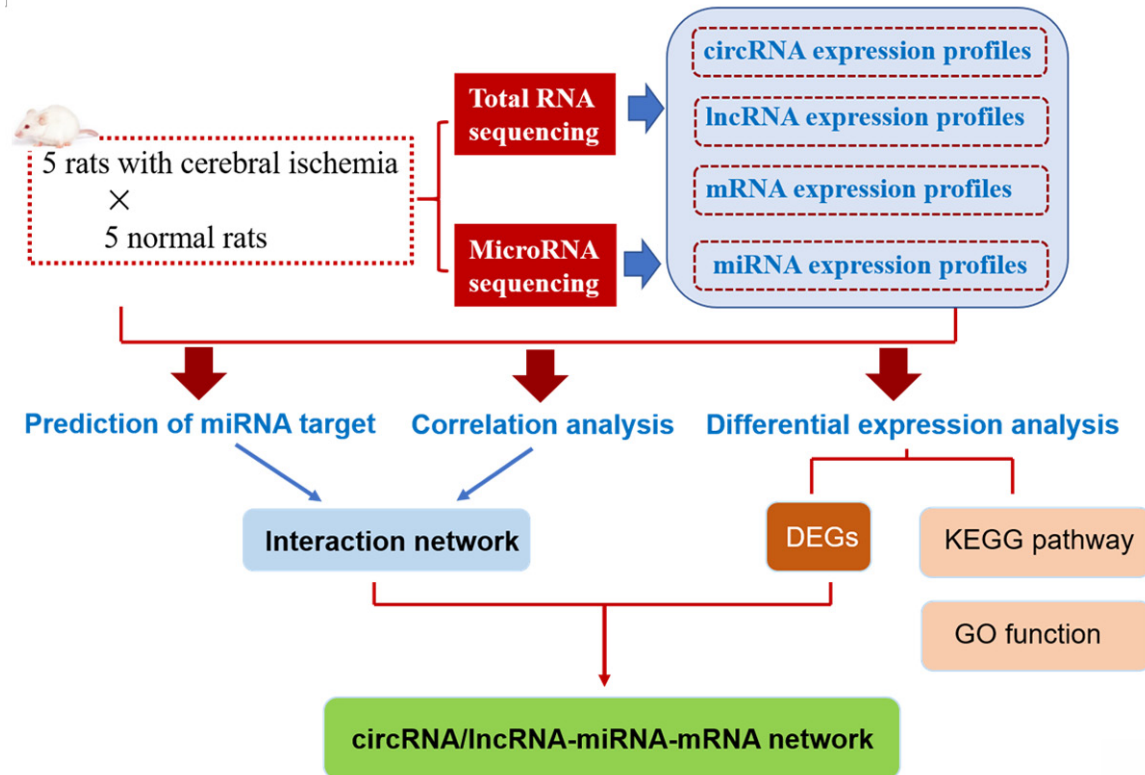 circRNA expression profiles
Total RNA
sequencing
lncRNA expression profiles
5 rats with cerebral ischemia
×
5 normal rats
mRNA expression profiles
MicroRNA
sequencing
miRNA expression profiles
Prediction of miRNA target
Correlation analysis
Differential expression analysis
Interaction network
DEGs
KEGG pathway
GO function
circRNA/lncRNA-miRNA-mRNA network